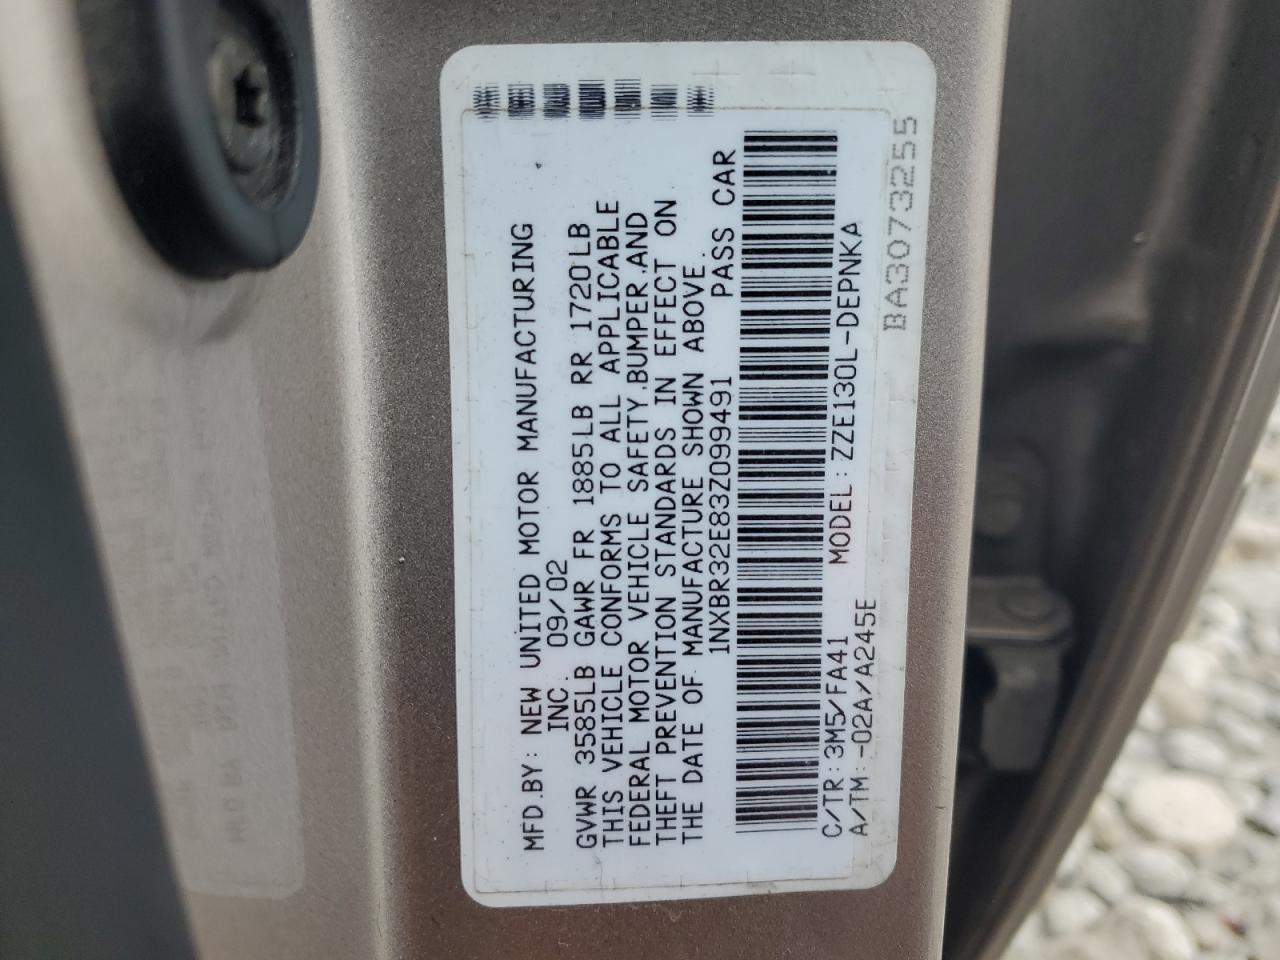 MFD.BY: NEW UNITED MOTOR MANUFACTURING
INC. 09/02
GVWR 3585LB GAWR FR 1885LB RR 1720LB
THIS VEHICLE CONFORMS TO ALL APPLICABLE
FEDERAL MOTOR VEHICLE SAFETY.BUMPER.AND
THEFT PREVENTION STANDARDS IN EFFECT ON
THE DATE OF MANUFACTURE SHOWN ABOVE.
1NXBR32E83Z099491 PASS CAR
C/TR:3M5/FA41 MODEL:ZZE130L-DEPNKA
A/TM:-02A/A245E
BA3073255